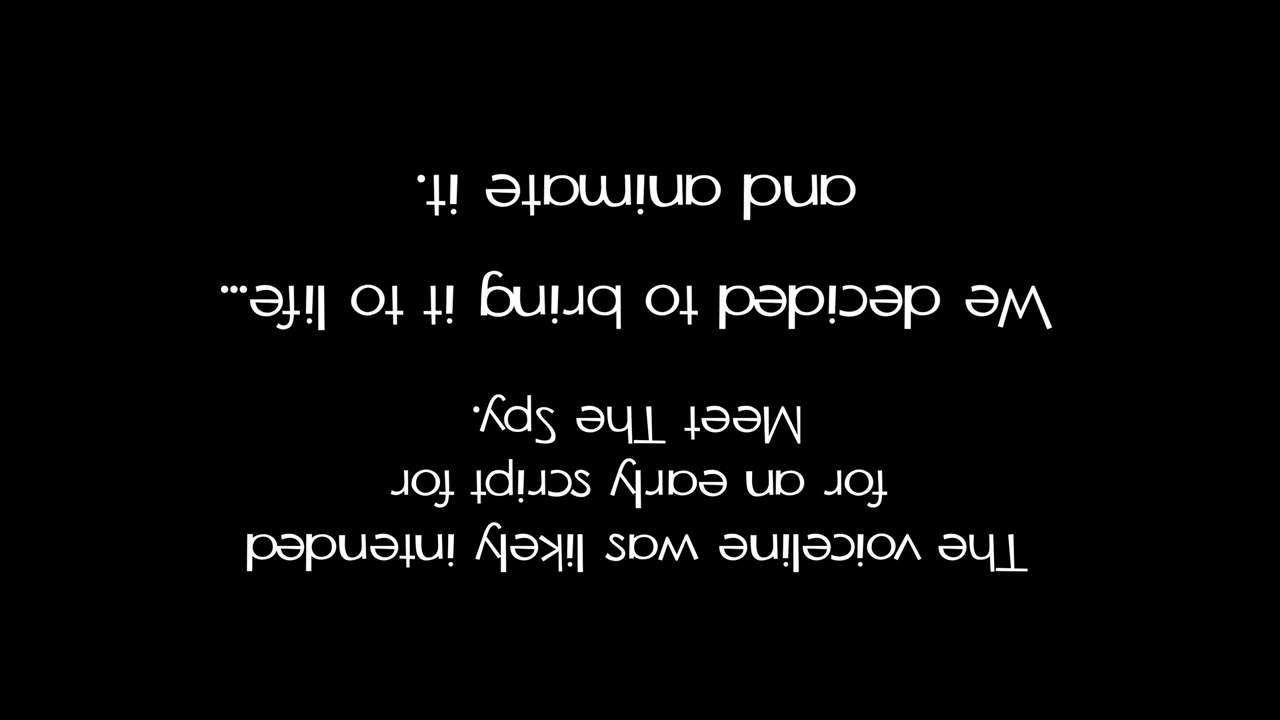 The voiceline was likely intended
for an early script for
Meet The Spy.
We decided to bring it to life...
and animate it.